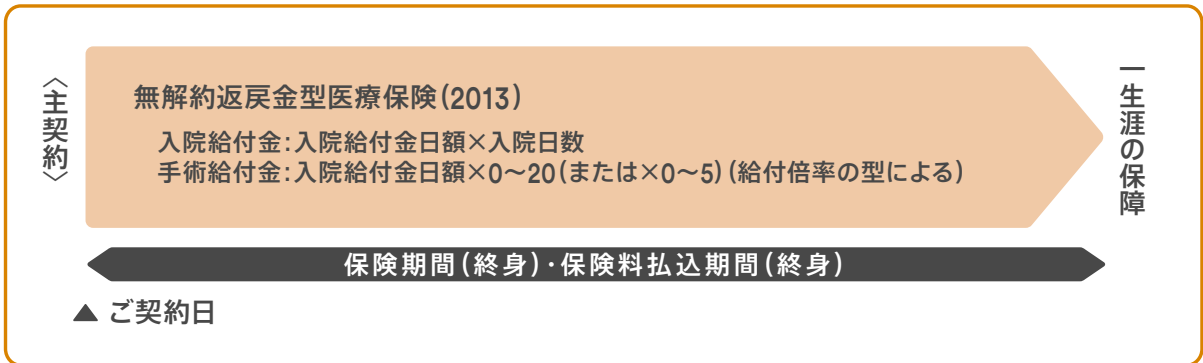 〈主契約〉
無解約返戻金型医療保険(2013)
入院給付金:入院給付金日額×入院日数
手術給付金:入院給付金日額×0〜20(または×0〜5)(給付倍率の型による)
一生涯の保障
保険期間(終身)・保険料払込期間(終身)
▲ ご契約日